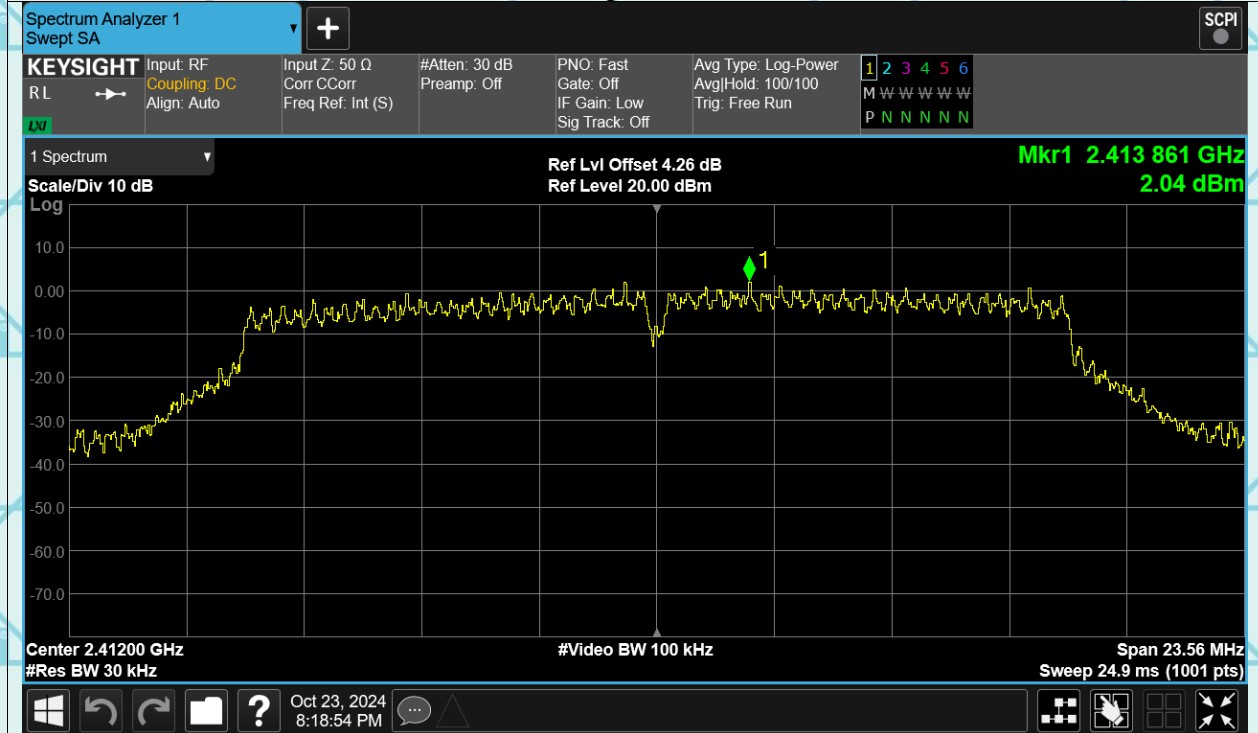 Spectrum Analyzer 1
Swept SA
+
SCPI
KEYSIGHT
R L
LXI
Input: RF
Coupling: DC
Align: Auto
Input Z: 50 Ω
Corr CCorr
Freq Ref: Int (S)
#Atten: 30 dB
Preamp: Off
PNO: Fast
Gate: Off
IF Gain: Low
Sig Track: Off
Avg Type: Log-Power
Avg|Hold: 100/100
Trig: Free Run
1 2 3 4 5 6
M W W W W W
P N N N N N
1 Spectrum
Scale/Div 10 dB
Log
Ref Lvl Offset 4.26 dB
Ref Level 20.00 dBm
Mkr1 2.413 861 GHz
2.04 dBm
1
10.0
0.00
-10.0
-20.0
-30.0
-40.0
-50.0
-60.0
-70.0
Center 2.41200 GHz
#Res BW 30 kHz
#Video BW 100 kHz
Span 23.56 MHz
Sweep 24.9 ms (1001 pts)
?
Oct 23, 2024
8:18:54 PM